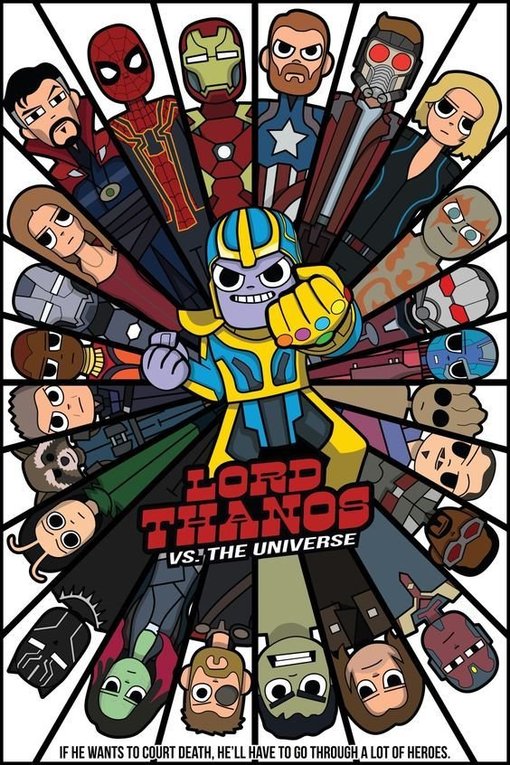 LORD
THANOS
VS. THE UNIVERSE
IF HE WANTS TO COURT DEATH, HE'LL HAVE TO GO THROUGH A LOT OF HEROES.